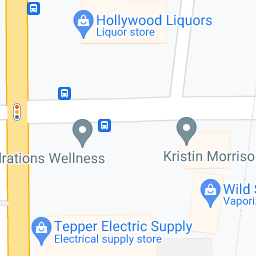 Hollywood Liquors
Liquor store
drations Wellness
Kristin Morriso
Wild S
Vapori
Tepper Electric Supply
Electrical supply store